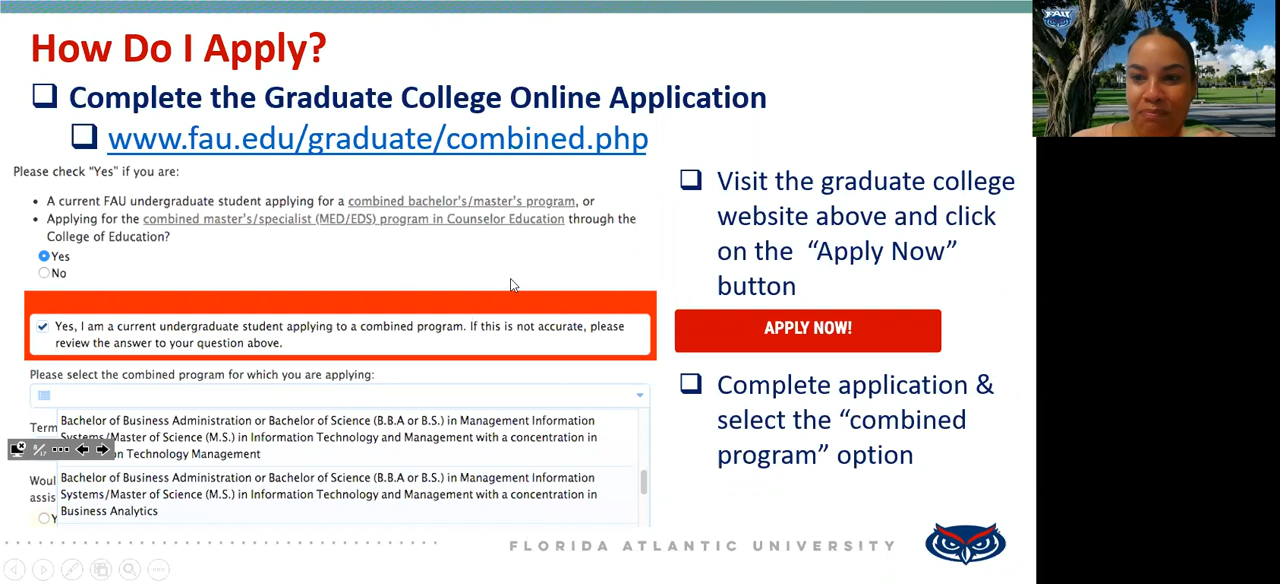 How Do I Apply?
Complete the Graduate College Online Application
www.fau.edu/graduate/combined.php
Please check “Yes” if you are:
A current FAU undergraduate student applying for a combined bachelor's/master's program, or
Applying for the combined master's/specialist (MED/EDS) program in Counselor Education through the
College of Education?
Yes
No
Yes, I am a current undergraduate student applying to a combined program. If this is not accurate, please
review the answer to your question above.
Please select the combined program for which you are applying:
Term
Bachelor of Business Administration or Bachelor of Science (B.B.A or B.S.) in Management Information
Systems/Master of Science (M.S.) in Information Technology and Management with a concentration in
Technology Management
Woul
assis
Bachelor of Business Administration or Bachelor of Science (B.B.A or B.S.) in Management Information
Systems/Master of Science (M.S.) in Information Technology and Management with a concentration in
Business Analytics
Visit the graduate college
website above and click
on the “Apply Now”
button
APPLY NOW!
Complete application &
select the “combined
program” option
FLORIDA ATLANTIC UNIVERSITY
FAU